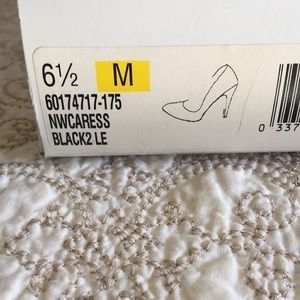 6½ M
60174717-175
NWCARESS
BLACK2 LE
0 337